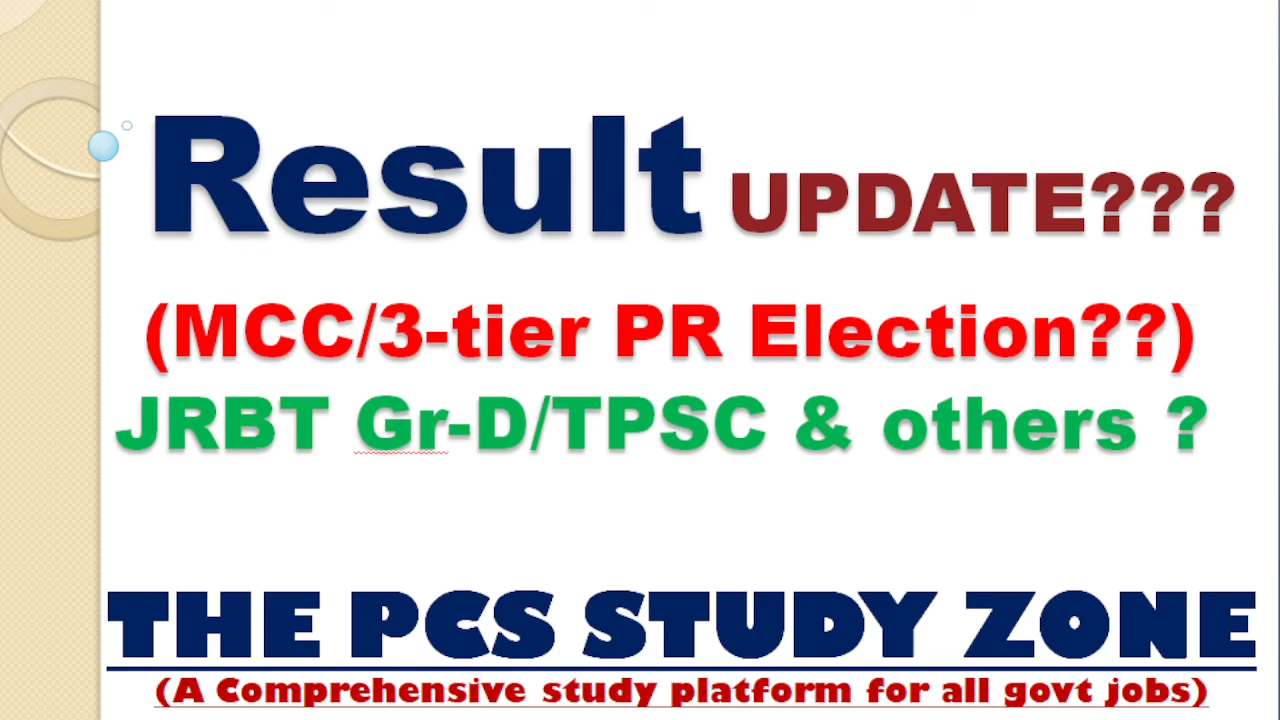 Result UPDATE???
(MCC/3-tier PR Election??)
JRBT Gr-D/TPSC & others ?
THE PCS STUDY ZONE
(A Comprehensive study platform for all govt jobs)